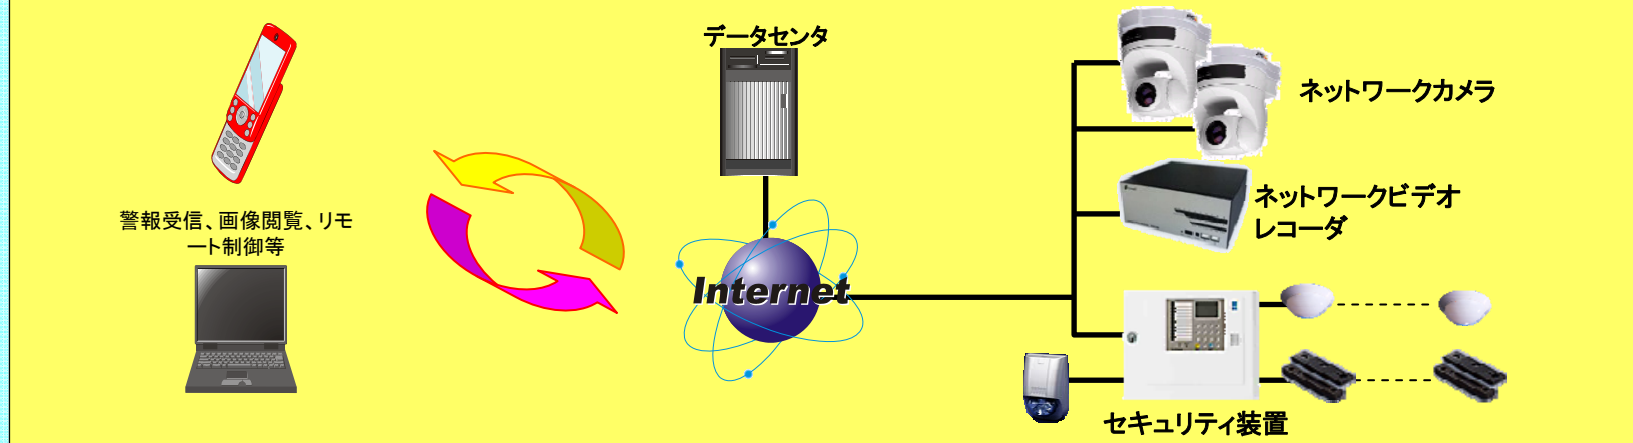 データセンタ
ネットワークカメラ
警報受信、画像閲覧、リモ
ート制御等
ネットワークビデオ
レコーダ
Internet
セキュリティ装置